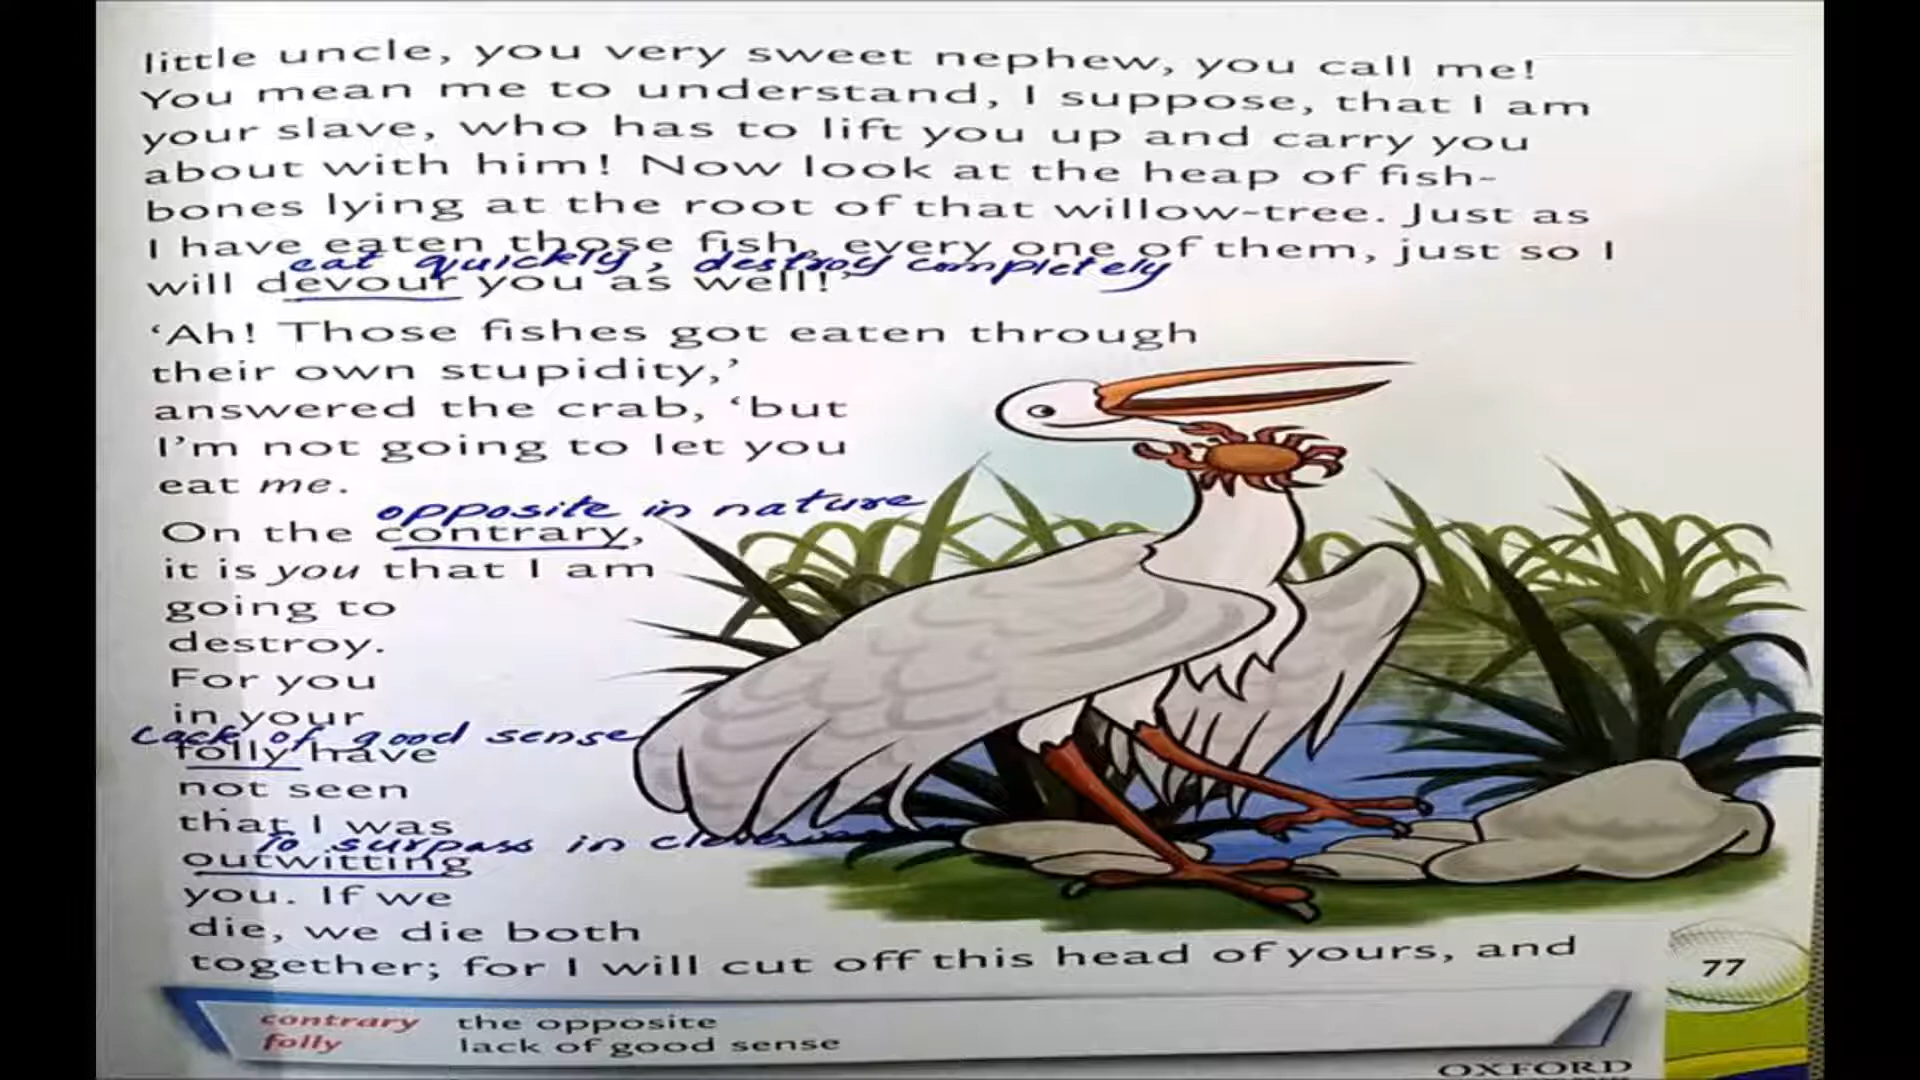 little uncle, you very sweet nephew, you call me!
You mean me to understand, I suppose, that I am
your slave, who has to lift you up and carry you
about with him! Now look at the heap of fish-
bones lying at the root of that willow-tree. Just as
I have eaten those fish, every one of them, just so I
eat quickly, destroy completely
will devour you as well!’
‘Ah! Those fishes got eaten through
their own stupidity,’
answered the crab, ‘but
I’m not going to let you
eat me.
opposite in nature
On the contrary,
it is you that I am
going to
destroy.
For you
in your
Lack of good sense
folly have
not seen
that I was
To surpass in
outwitting
you. If we
die, we die both
together; for I will cut off this head of yours, and
77
contrary the opposite
folly lack of good sense
OXFORD